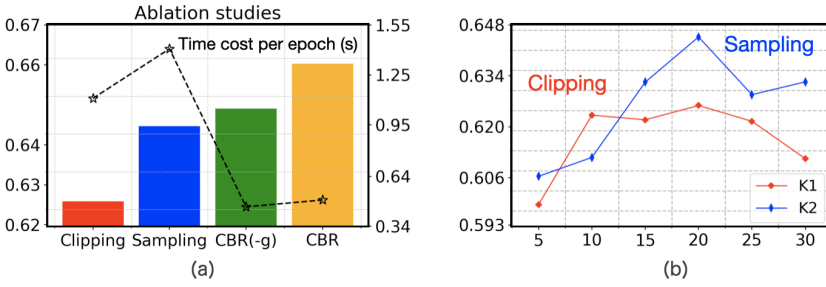 Ablation studies
0.67
0.66
0.64
0.63
0.62
1.55
1.25
0.95
0.64
0.34
Time cost per epoch (s)
Clipping Sampling CBR(-g) CBR
(a)
0.648
0.634
0.620
0.606
0.593
Sampling
Clipping
K1
K2
5 10 15 20 25 30
(b)